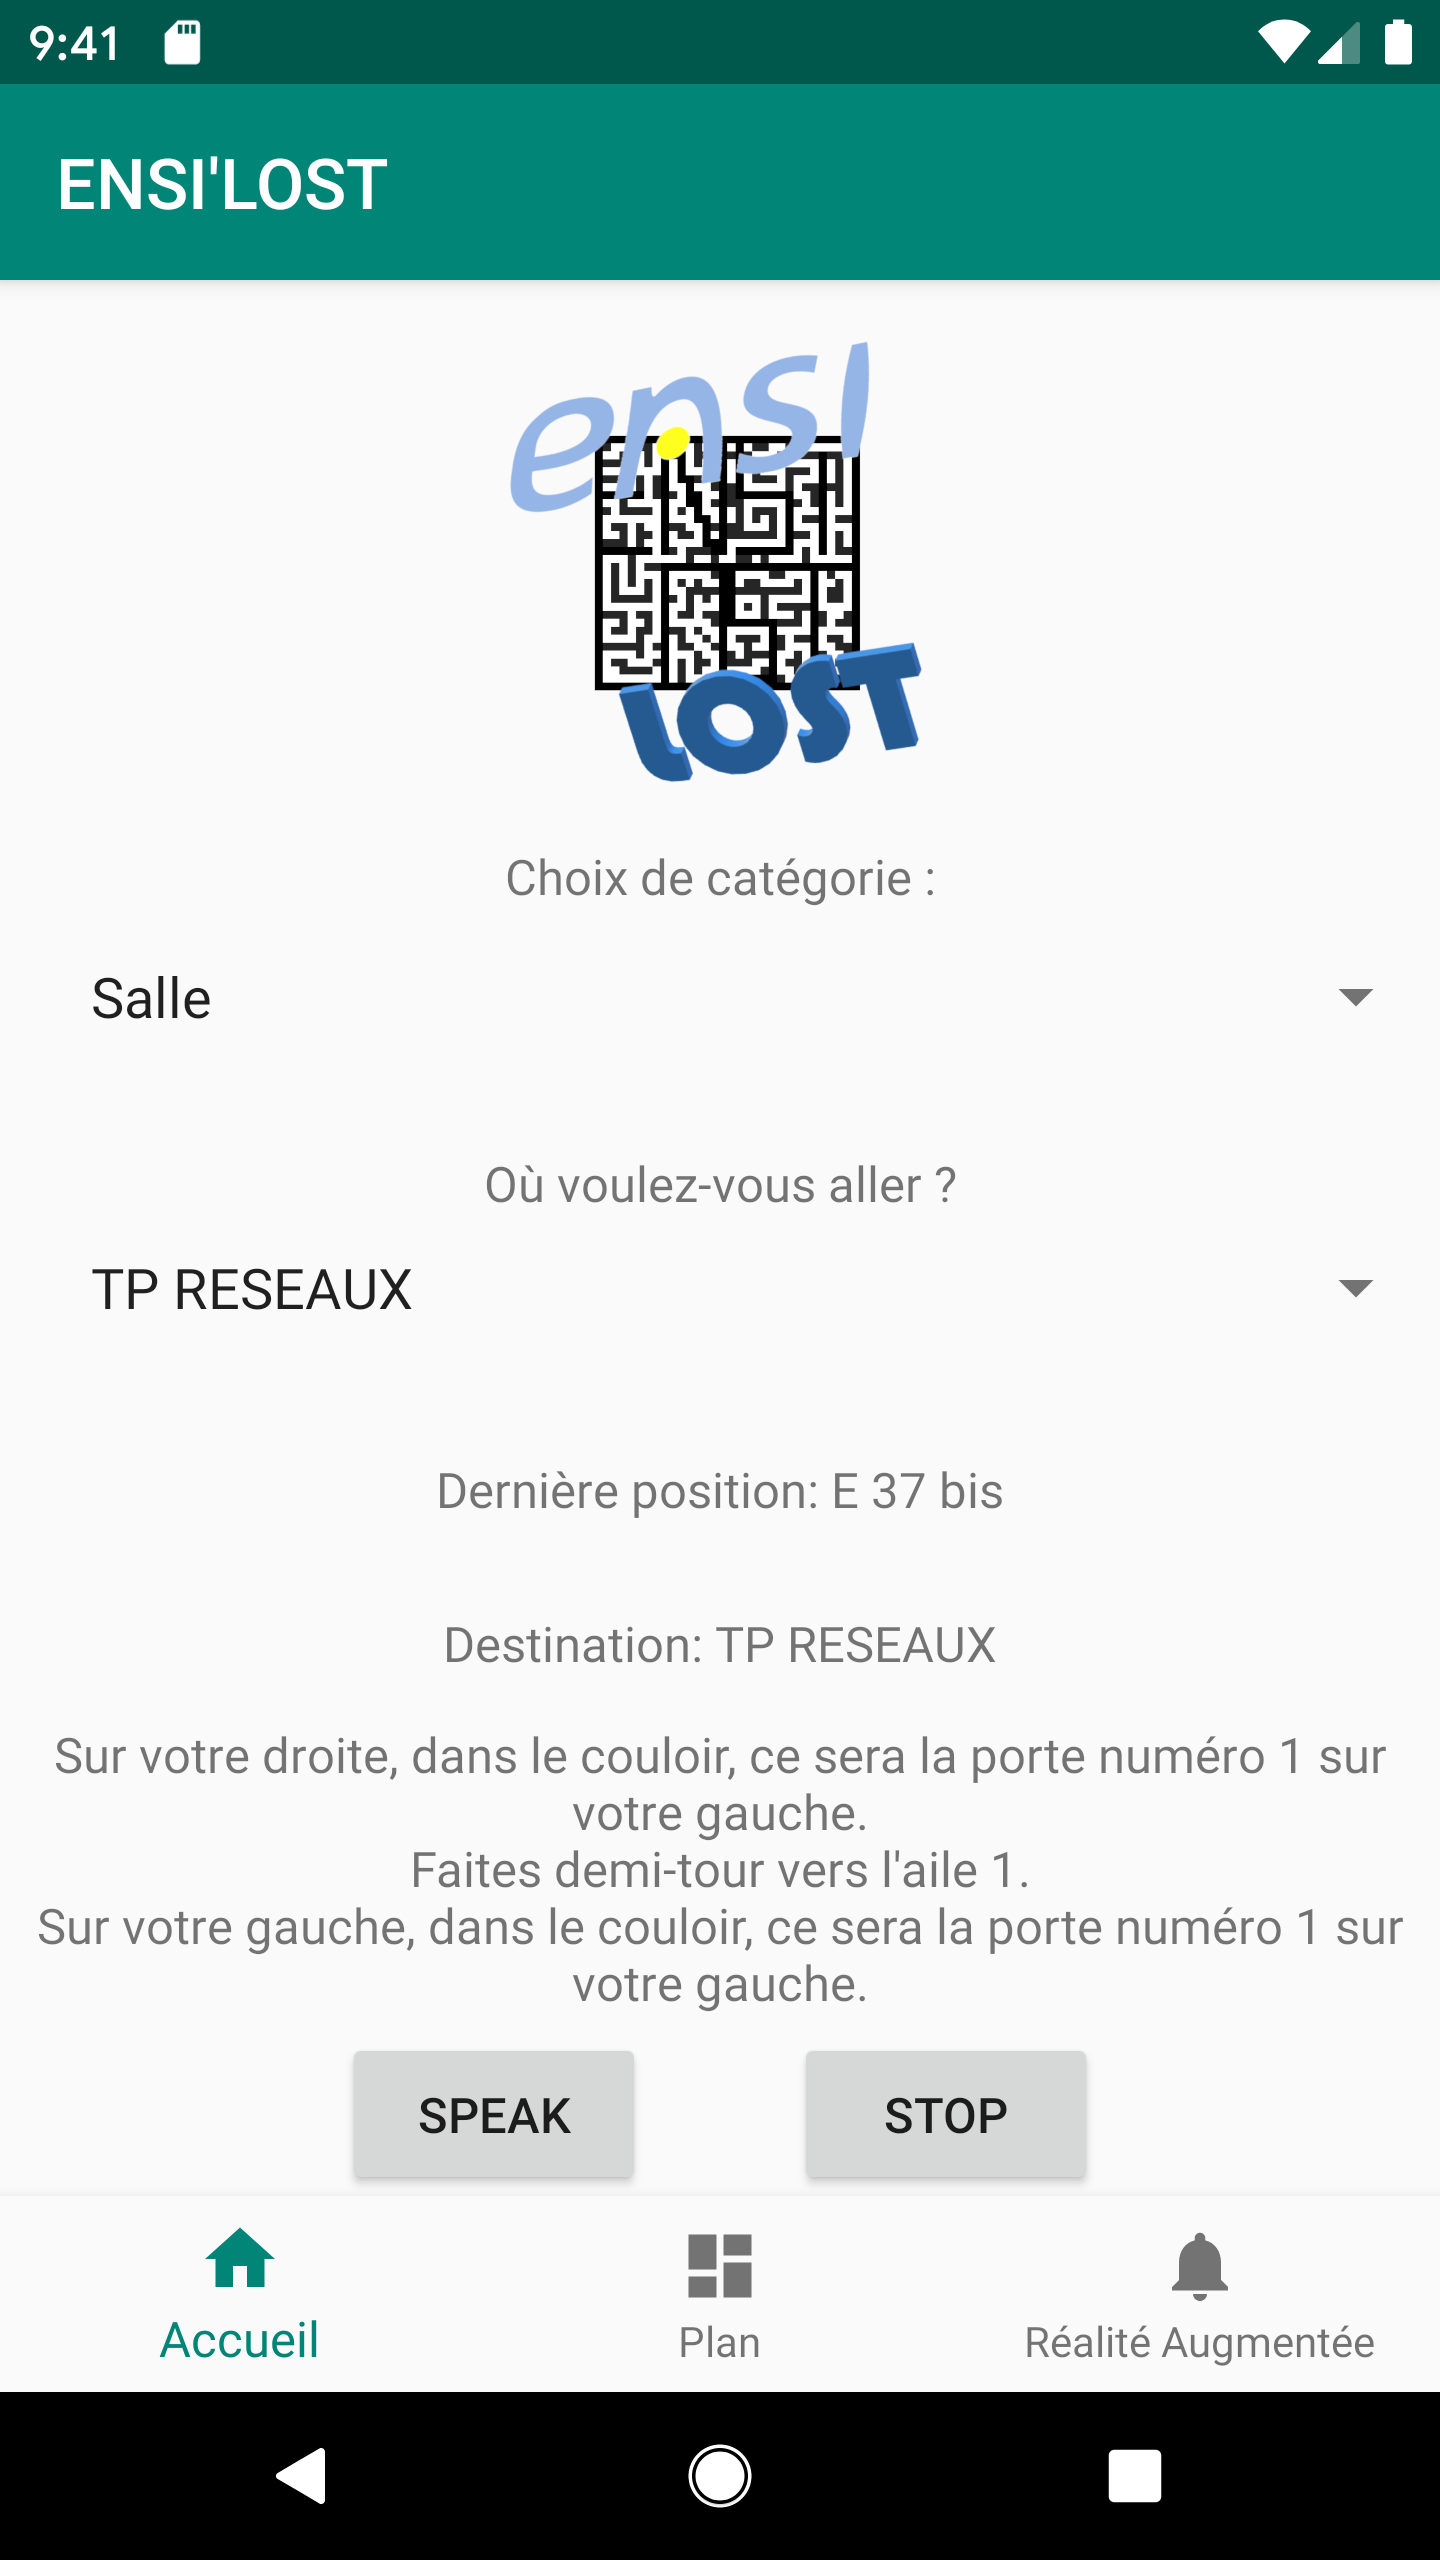 9:41
ENSI'LOST
ensi
LOST
Choix de catégorie :
Salle
Où voulez-vous aller ?
TP RESEAUX
Dernière position: E 37 bis
Destination: TP RESEAUX
Sur votre droite, dans le couloir, ce sera la porte numéro 1 sur
votre gauche.
Faites demi-tour vers l'aile 1.
Sur votre gauche, dans le couloir, ce sera la porte numéro 1 sur
votre gauche.
SPEAK
STOP
Accueil
Plan
Réalité Augmentée